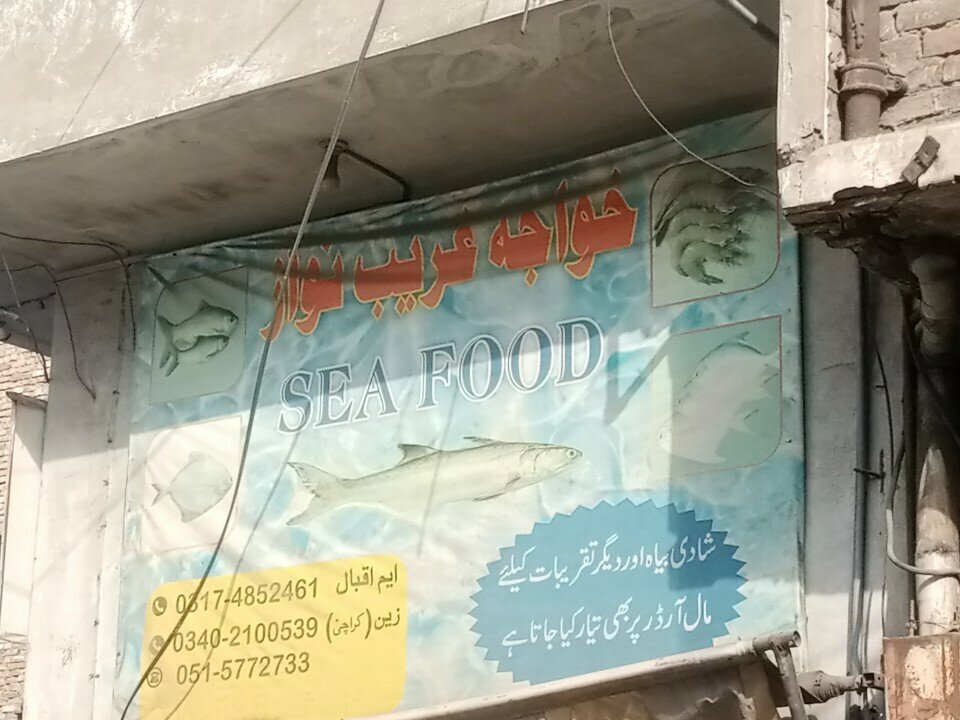 خواجہ غریب نواز
SEA FOOD
شادی بیاہ اور دیگر تقریبات کیلئے
مال آرڈر پر بھی تیار کیا جاتا ہے
ایم اقبال 0317-4852461
زین (کراچی) 0340-2100539
051-5772733